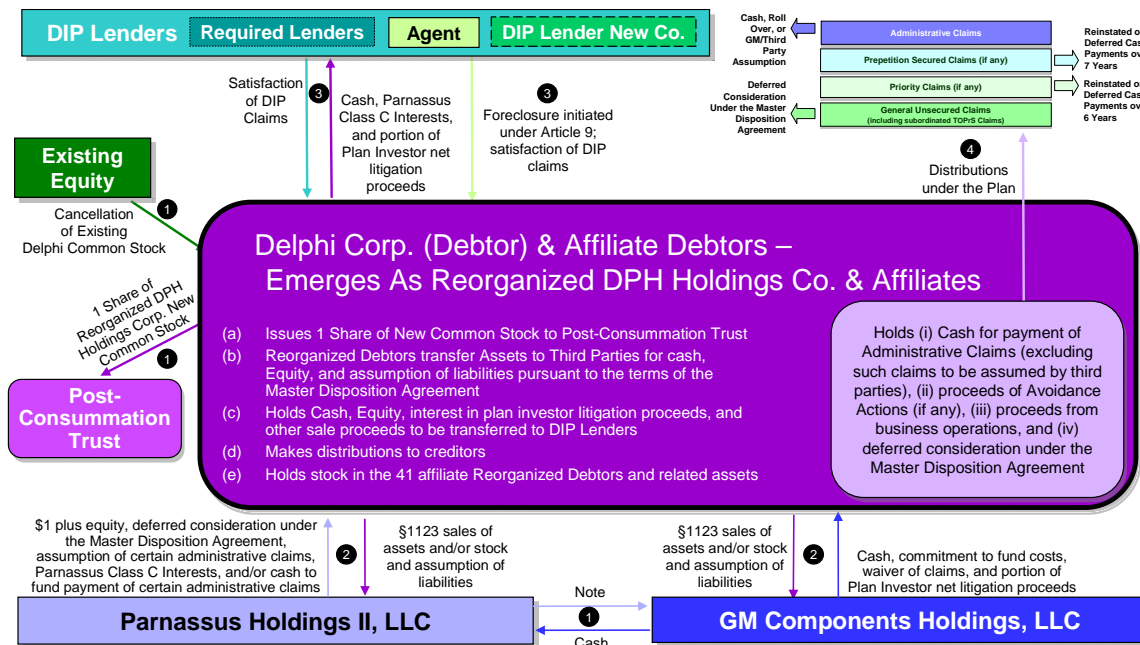 DIP Lenders
Required Lenders
Agent
DIP Lender New Co.
Cash, Roll
Over, or
GM/Third
Party
Assumption
Administrative Claims
Prepetition Secured Claims (if any)
Priority Claims (if any)
General Unsecured Claims
(including subordinated TOPrS Claims)
Deferred
Consideration
Under the Master
Disposition
Agreement
Reinstated o
Deferred Cas
Payments ov
7 Years
Reinstated o
Deferred Cas
Payments ov
6 Years
Satisfaction
of DIP
Claims
3
Cash, Parnassus
Class C Interests,
and portion of
Plan Investor net
litigation
proceeds
3
Foreclosure initiated
under Article 9;
satisfaction of DIP
claims
4
Distributions
under the Plan
Existing
Equity
1
Cancellation
of Existing
Delphi Common Stock
1 Share of
Reorganized DPH
Holdings Corp. New
Common Stock
1
Post-
Consummation
Trust
Delphi Corp. (Debtor) & Affiliate Debtors –
Emerges As Reorganized DPH Holdings Co. & Affiliates
(a) Issues 1 Share of New Common Stock to Post-Consummation Trust
(b) Reorganized Debtors transfer Assets to Third Parties for cash,
Equity, and assumption of liabilities pursuant to the terms of the
Master Disposition Agreement
(c) Holds Cash, Equity, interest in plan investor litigation proceeds, and
other sale proceeds to be transferred to DIP Lenders
(d) Makes distributions to creditors
(e) Holds stock in the 41 affiliate Reorganized Debtors and related assets
Holds (i) Cash for payment of
Administrative Claims (excluding
such claims to be assumed by third
parties), (ii) proceeds of Avoidance
Actions (if any), (iii) proceeds from
business operations, and (iv)
deferred consideration under the
Master Disposition Agreement
$1 plus equity, deferred consideration under
the Master Disposition Agreement,
assumption of certain administrative claims,
Parnassus Class C Interests, and/or cash to
fund payment of certain administrative claims
2
§1123 sales of
assets and/or stock
and assumption of
liabilities
§1123 sales of
assets and/or stock
and assumption of
liabilities
2
Cash, commitment to fund costs,
waiver of claims, and portion of
Plan Investor net litigation proceeds
Parnassus Holdings II, LLC
Note
1
Cash
GM Components Holdings, LLC